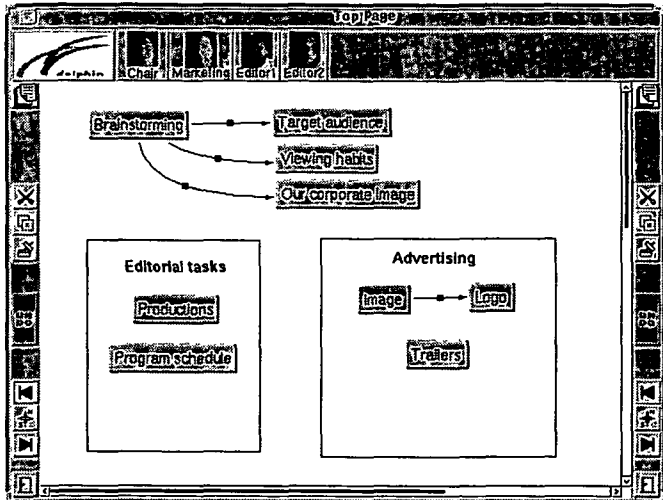 Top Page
dolphin
Chair Marketing Editor1 Editor2
Brainstorming
Target audience
Viewing habits
Our corporate image
Editorial tasks
Productions
Program schedule
Advertising
Image
Logo
Trailers